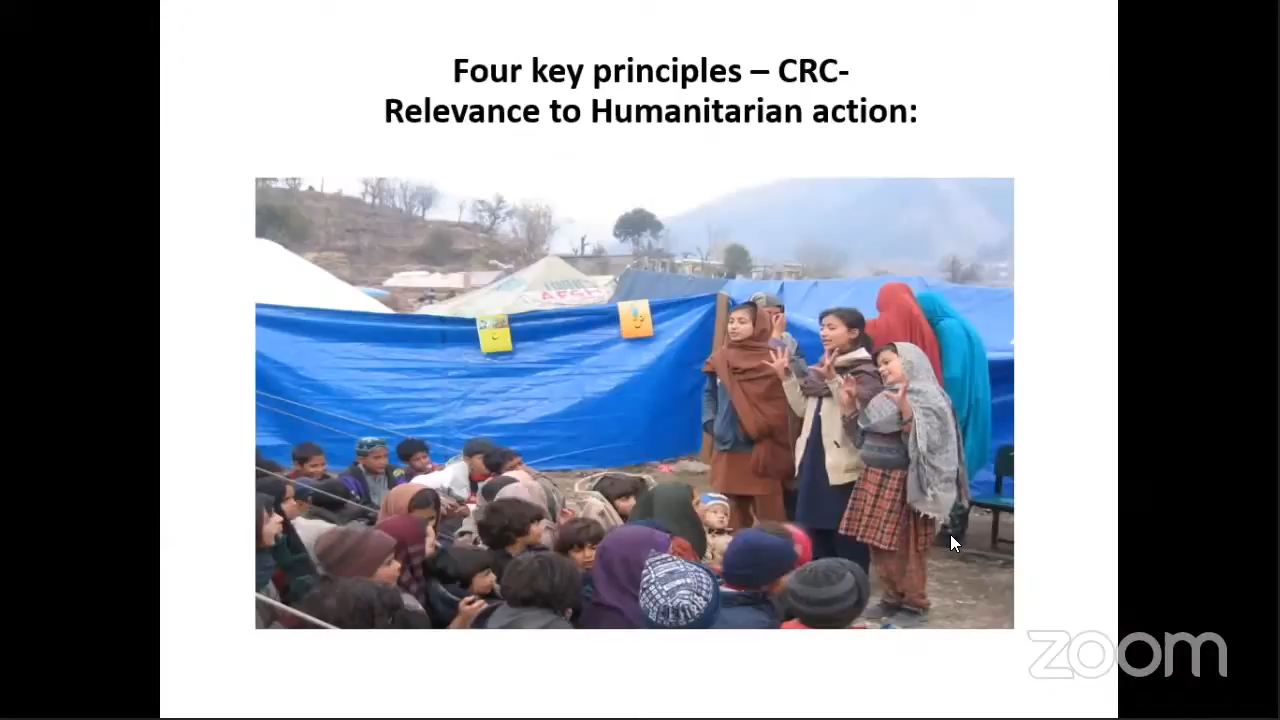 Four key principles – CRC-
Relevance to Humanitarian action:
zoom